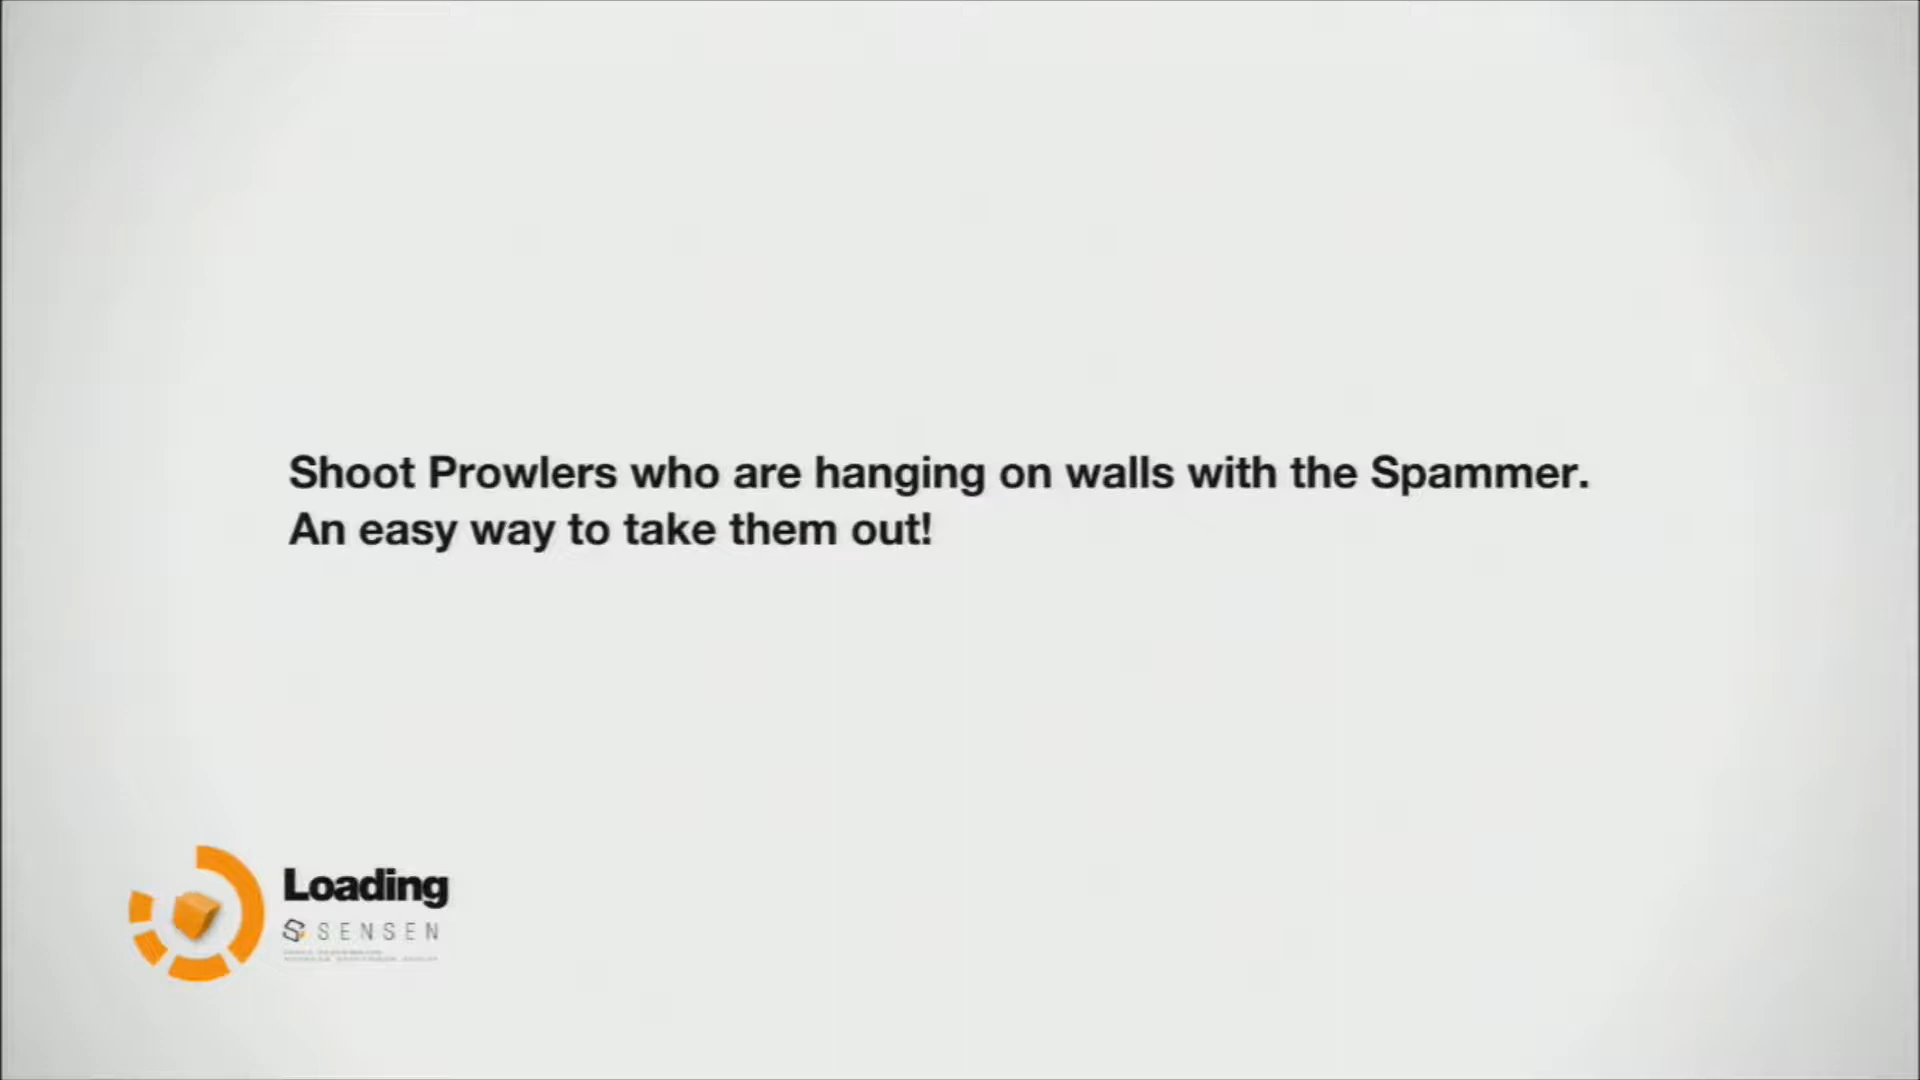 Shoot Prowlers who are hanging on walls with the Spammer.
An easy way to take them out!
Loading
SENSEN